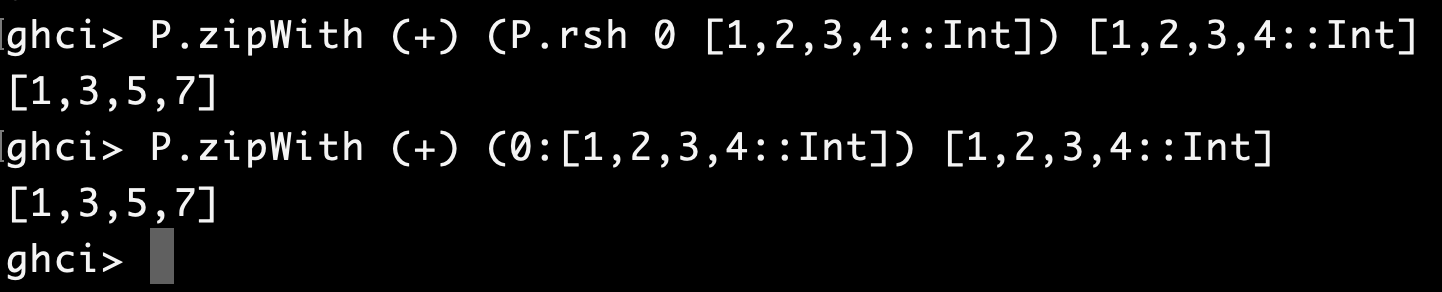 ghci> P.zipWith (+) (P.rsh 0 [1,2,3,4::Int]) [1,2,3,4::Int]
[1,3,5,7]
ghci> P.zipWith (+) (0:[1,2,3,4::Int]) [1,2,3,4::Int]
[1,3,5,7]
ghci>